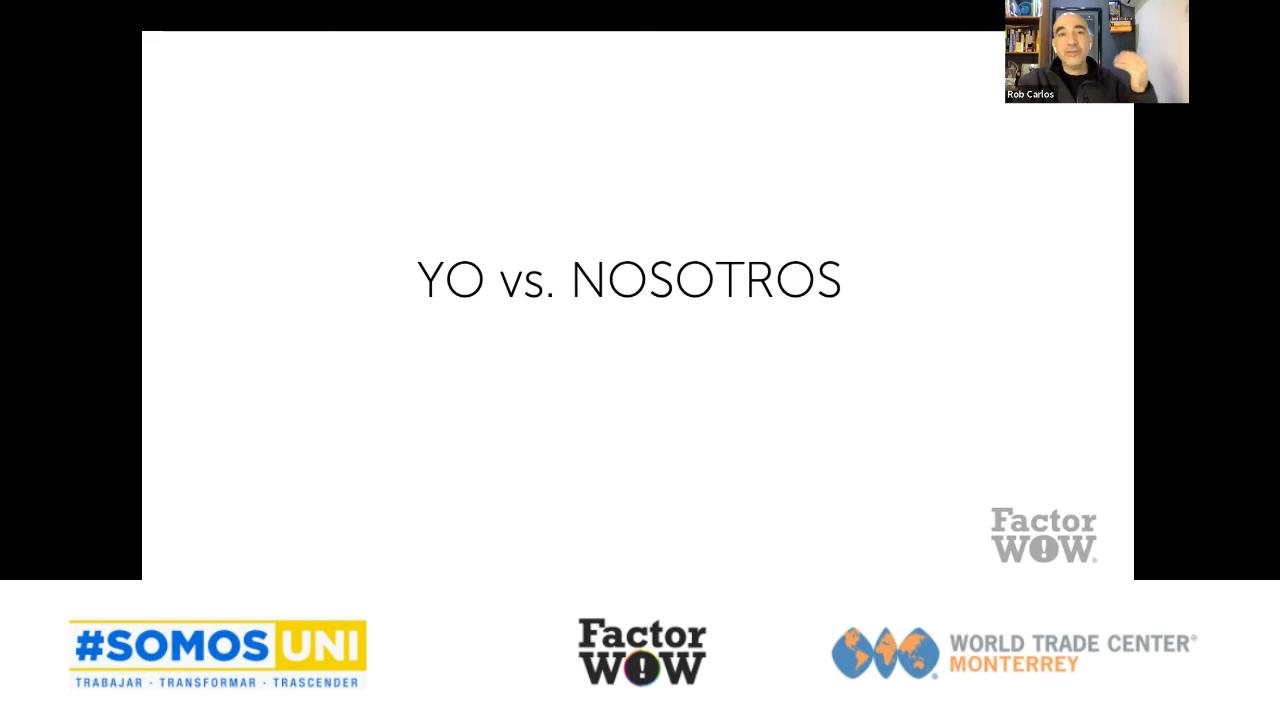 Rob Carlos
YO vs. NOSOTROS
Factor
WOW®
#SOMOS UNI
TRABAJAR · TRANSFORMAR · TRASCENDER
Factor
WOW
WORLD TRADE CENTER®
MONTERREY